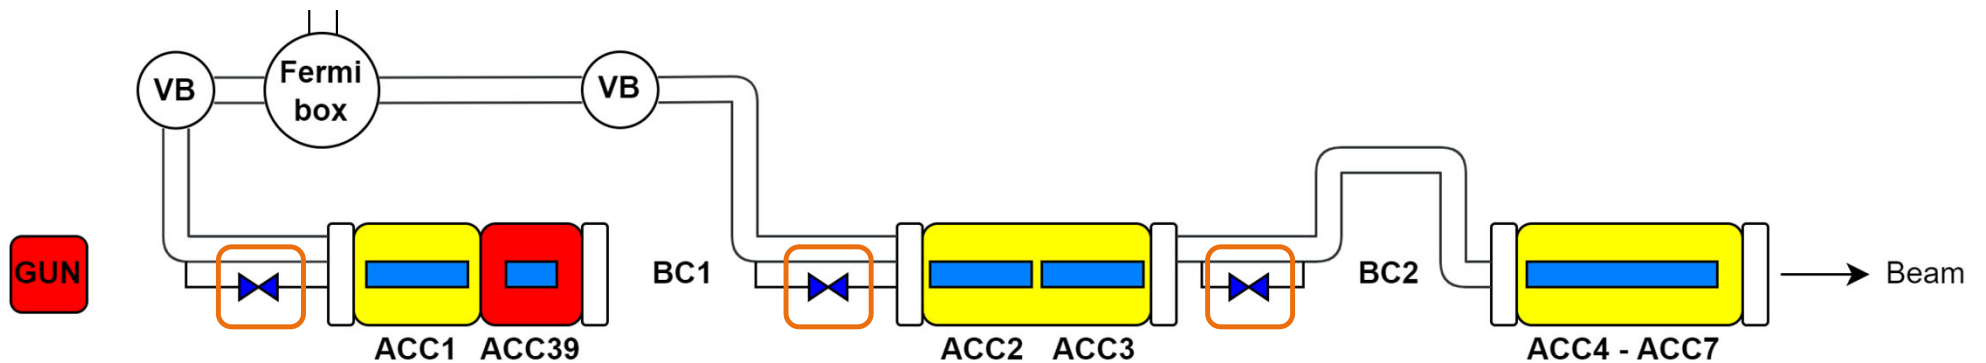 VB
Fermi
box
VB
GUN
BC1
BC2
Beam
ACC1
ACC39
ACC2
ACC3
ACC4 - ACC7